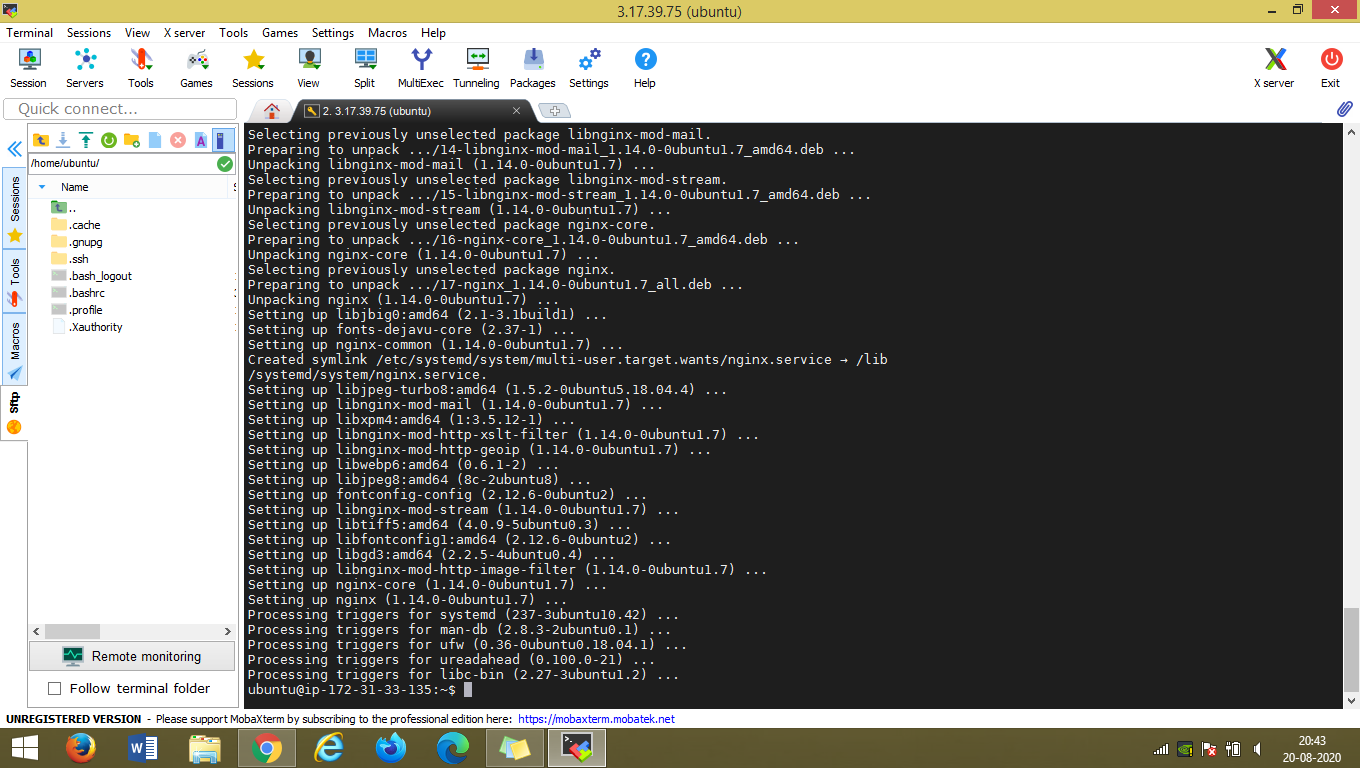 3.17.39.75 (ubuntu)
Terminal Sessions View X server Tools Games Settings Macros Help
Session Servers Tools Games Sessions View Split MultiExec Tunneling Packages Settings Help X server Exit
Quick connect...
2. 3.17.39.75 (ubuntu)
/home/ubuntu/
Name
..
.cache
.gnupg
.ssh
.bash_logout
.bashrc
.profile
.Xauthority
Sessions
Tools
Macros
Sftp
Remote monitoring
Follow terminal folder
Selecting previously unselected package libnginx-mod-mail.
Preparing to unpack .../14-libnginx-mod-mail_1.14.0-0ubuntu1.7_amd64.deb ...
Unpacking libnginx-mod-mail (1.14.0-0ubuntu1.7) ...
Selecting previously unselected package libnginx-mod-stream.
Preparing to unpack .../15-libnginx-mod-stream_1.14.0-0ubuntu1.7_amd64.deb ...
Unpacking libnginx-mod-stream (1.14.0-0ubuntu1.7) ...
Selecting previously unselected package nginx-core.
Preparing to unpack .../16-nginx-core_1.14.0-0ubuntu1.7_amd64.deb ...
Unpacking nginx-core (1.14.0-0ubuntu1.7) ...
Selecting previously unselected package nginx.
Preparing to unpack .../17-nginx_1.14.0-0ubuntu1.7_all.deb ...
Unpacking nginx (1.14.0-0ubuntu1.7) ...
Setting up libjbig0:amd64 (2.1-3.1build1) ...
Setting up fonts-dejavu-core (2.37-1) ...
Setting up nginx-common (1.14.0-0ubuntu1.7) ...
Created symlink /etc/systemd/system/multi-user.target.wants/nginx.service → /lib
/systemd/system/nginx.service.
Setting up libjpeg-turbo8:amd64 (1.5.2-0ubuntu5.18.04.4) ...
Setting up libnginx-mod-mail (1.14.0-0ubuntu1.7) ...
Setting up libxpm4:amd64 (1:3.5.12-1) ...
Setting up libnginx-mod-http-xslt-filter (1.14.0-0ubuntu1.7) ...
Setting up libnginx-mod-http-geoip (1.14.0-0ubuntu1.7) ...
Setting up libwebp6:amd64 (0.6.1-2) ...
Setting up libjpeg8:amd64 (8c-2ubuntu8) ...
Setting up fontconfig-config (2.12.6-0ubuntu2) ...
Setting up libnginx-mod-stream (1.14.0-0ubuntu1.7) ...
Setting up libtiff5:amd64 (4.0.9-5ubuntu0.3) ...
Setting up libfontconfig1:amd64 (2.12.6-0ubuntu2) ...
Setting up libgd3:amd64 (2.2.5-4ubuntu0.4) ...
Setting up libnginx-mod-http-image-filter (1.14.0-0ubuntu1.7) ...
Setting up nginx-core (1.14.0-0ubuntu1.7) ...
Setting up nginx (1.14.0-0ubuntu1.7) ...
Processing triggers for systemd (237-3ubuntu10.42) ...
Processing triggers for man-db (2.8.3-2ubuntu0.1) ...
Processing triggers for ufw (0.36-0ubuntu0.18.04.1) ...
Processing triggers for ureadahead (0.100.0-21) ...
Processing triggers for libc-bin (2.27-3ubuntu1.2) ...
ubuntu@ip-172-31-33-135:~$
UNREGISTERED VERSION - Please support MobaXterm by subscribing to the professional edition here: https://mobaxterm.mobatek.net
20:43
20-08-2020